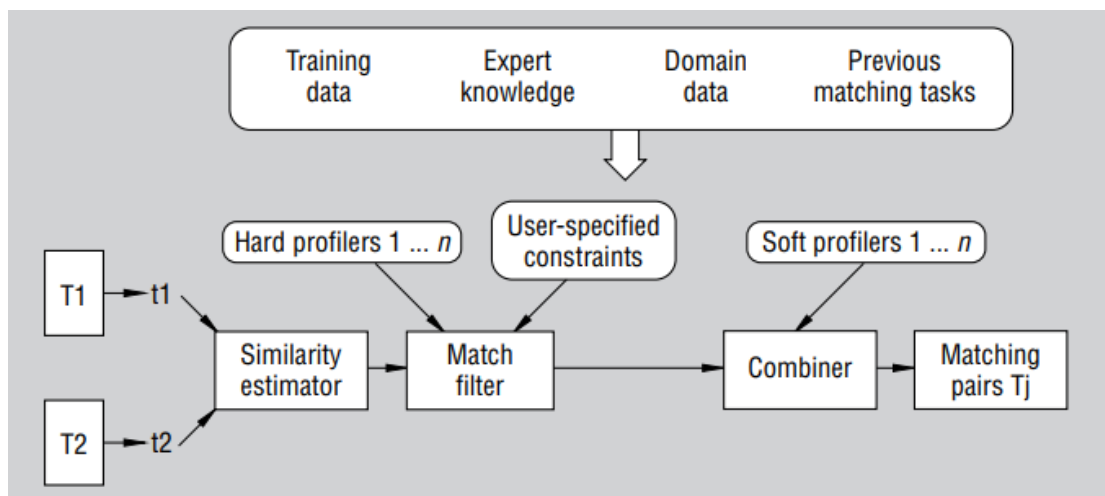 Training data
Expert knowledge
Domain data
Previous matching tasks
Hard profilers 1 ... n
User-specified constraints
Soft profilers 1 ... n
T1
t1
Similarity estimator
Match filter
Combiner
Matching pairs Tj
T2
t2